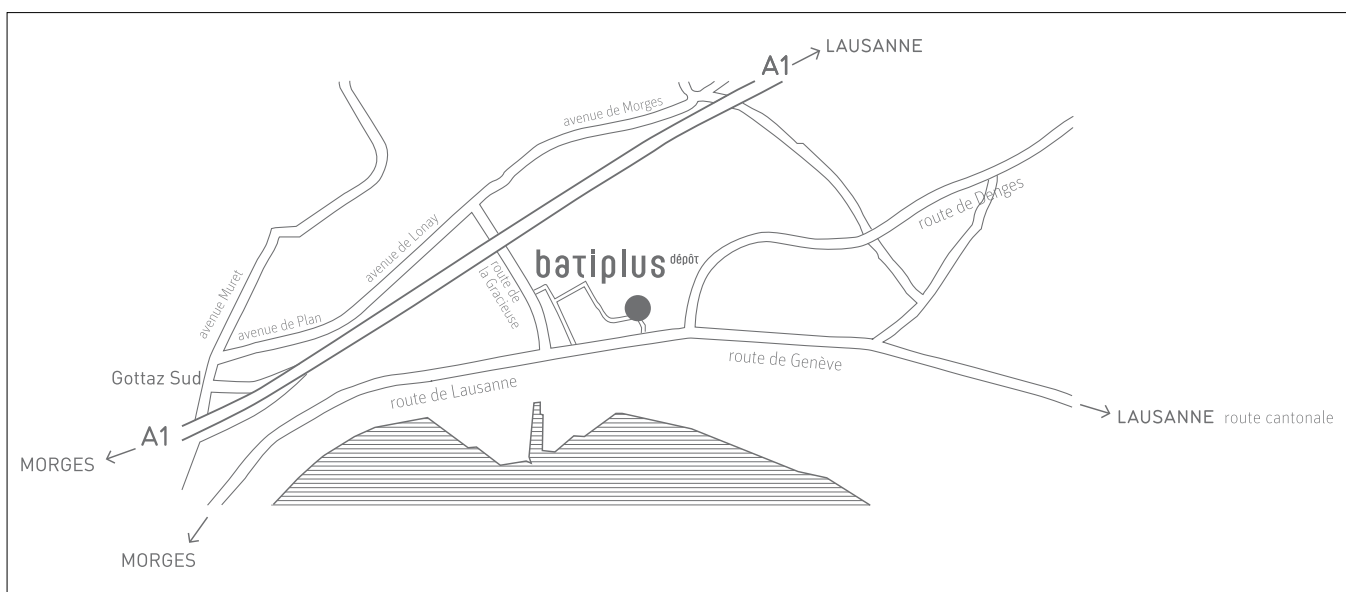 LAUSANNE
A1
avenue de Morges
route de Denges
avenue de Lonay
batiplus dépôt
route de
la Gracieuse
avenue Muret
avenue de Plan
route de Genève
Gottaz Sud
route de Lausanne
LAUSANNE route cantonale
A1
MORGES
MORGES